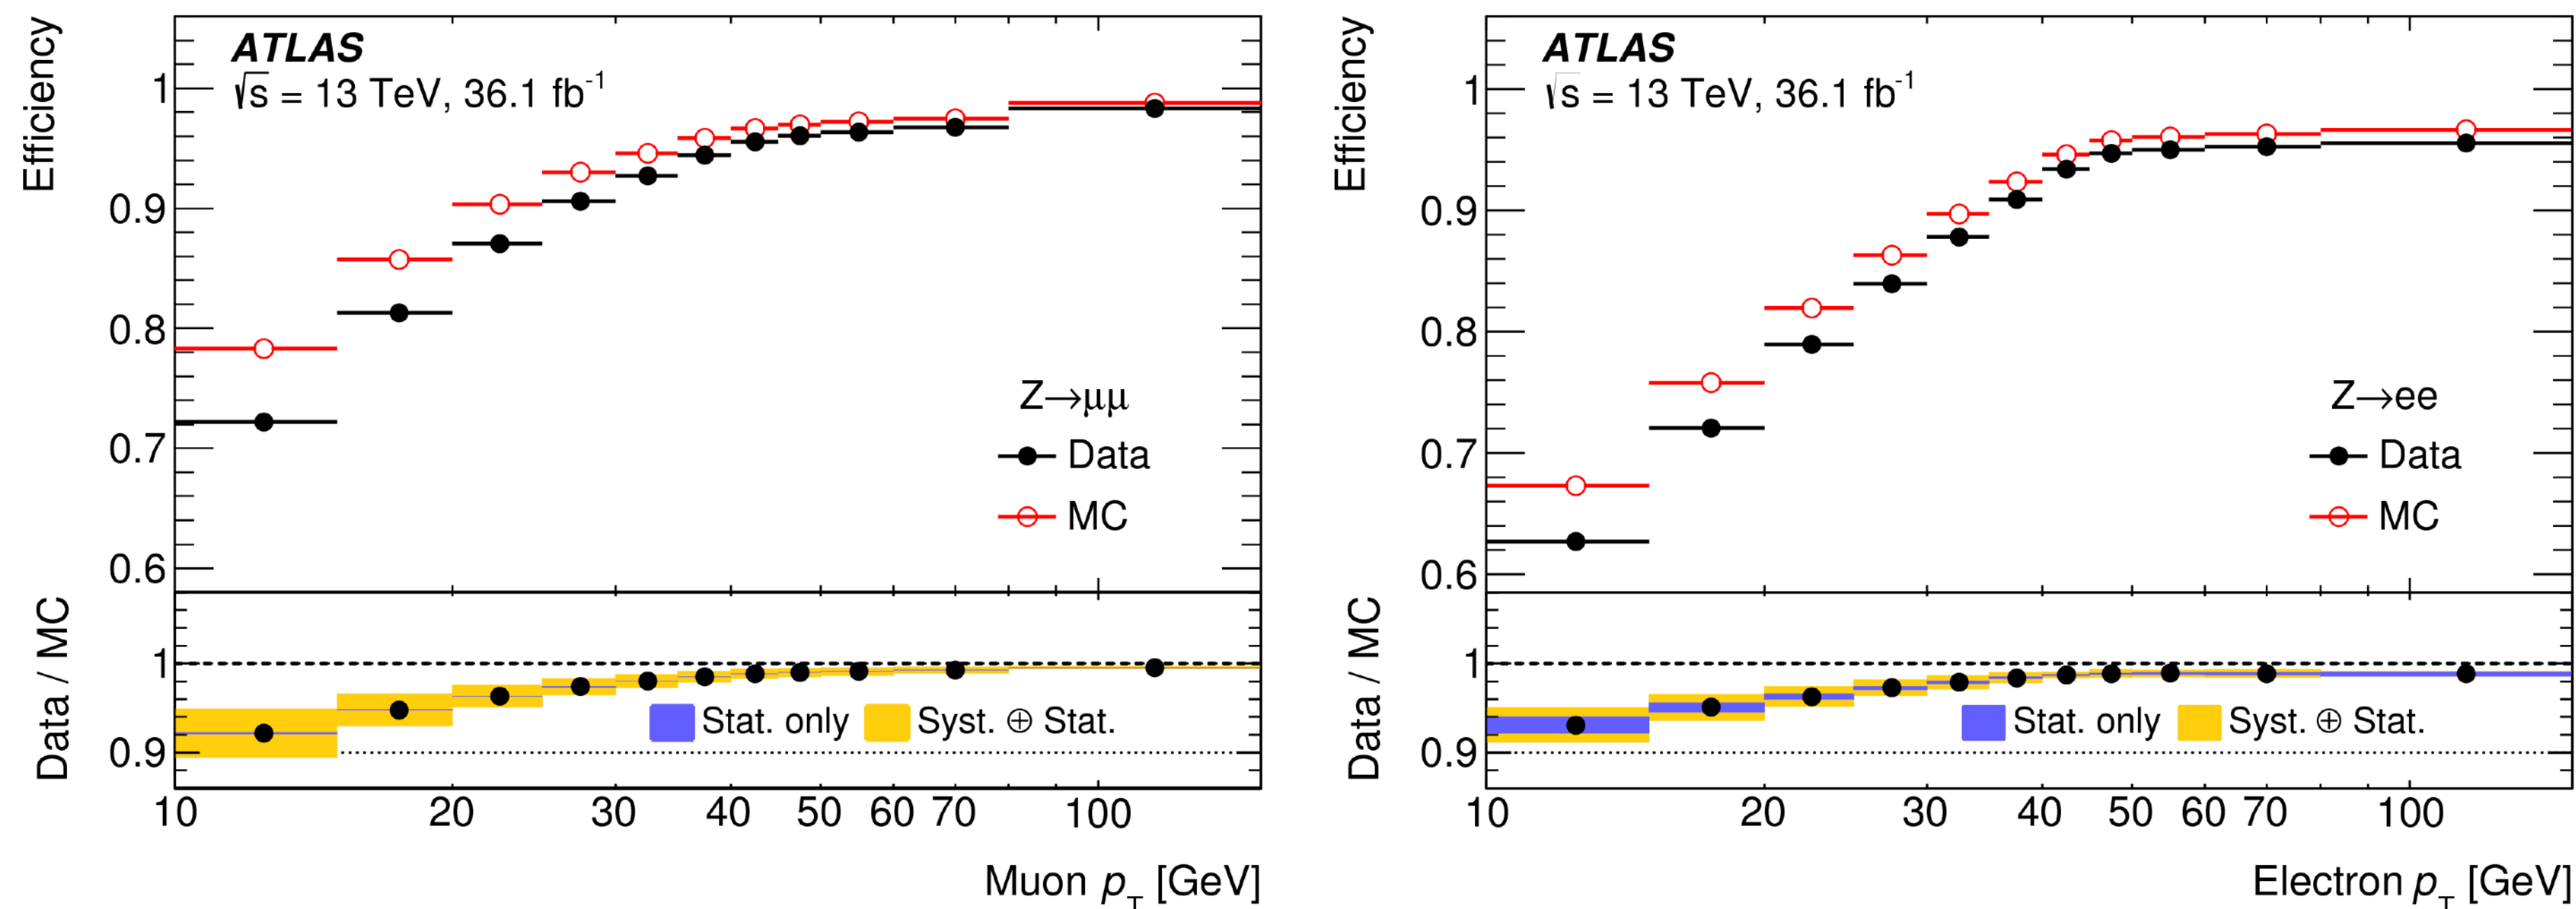 ATLAS
√s = 13 TeV, 36.1 fb⁻¹
Efficiency
1
0.9
0.8
0.7
0.6
Z→μμ
Data
MC
Data / MC
1
0.9
Stat. only Syst. ⊕ Stat.
10 20 30 40 50 60 70 100
Muon p_T [GeV]
ATLAS
√s = 13 TeV, 36.1 fb⁻¹
Efficiency
1
0.9
0.8
0.7
0.6
Z→ee
Data
MC
Data / MC
1
0.9
Stat. only Syst. ⊕ Stat.
10 20 30 40 50 60 70 100
Electron p_T [GeV]